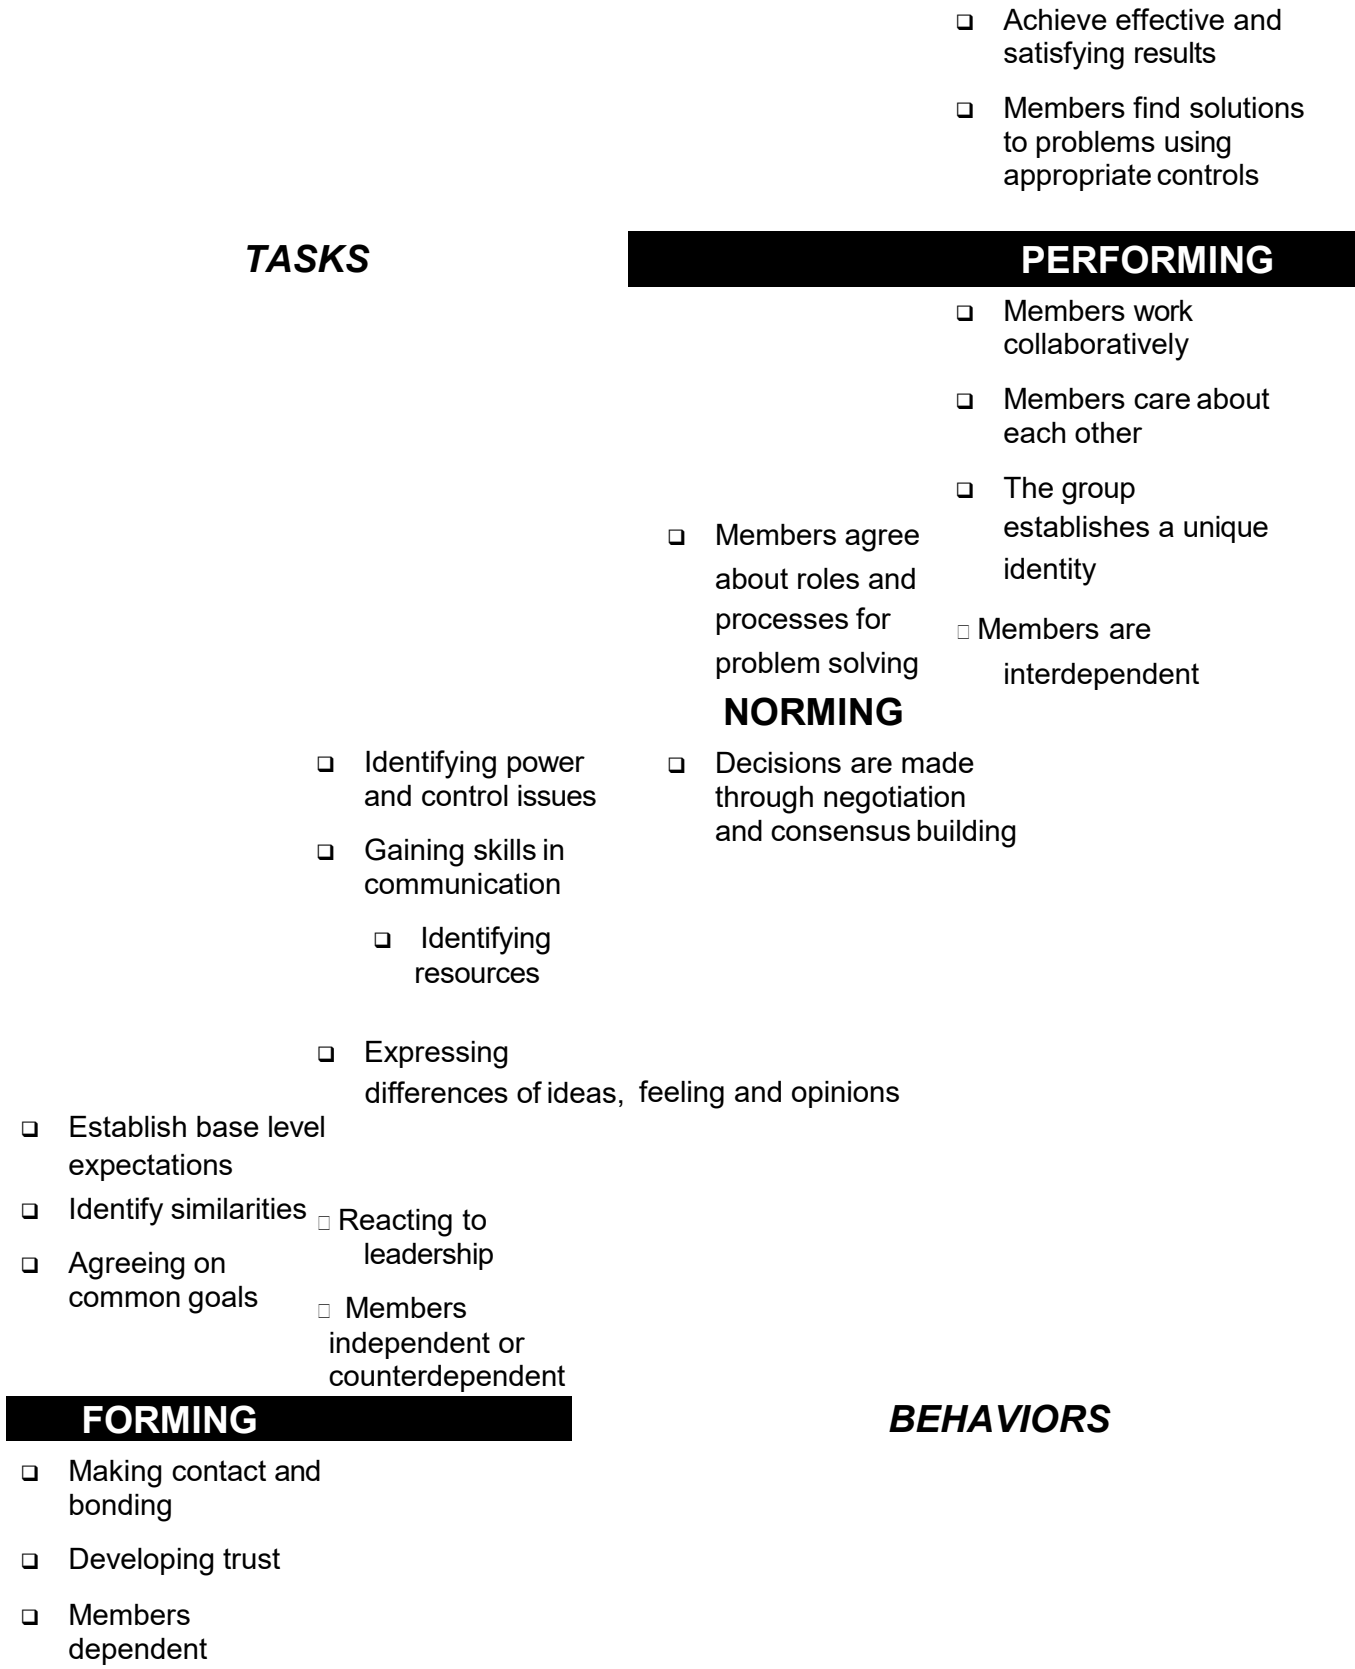 ❑ Achieve effective and
satisfying results
❑ Members find solutions
to problems using
appropriate controls
TASKS
PERFORMING
❑ Members work
collaboratively
❑ Members care about
each other
❑ The group
establishes a unique
identity
□ Members are
interdependent
❑ Members agree
about roles and
processes for
problem solving
NORMING
❑ Decisions are made
through negotiation
and consensus building
❑ Identifying power
and control issues
❑ Gaining skills in
communication
❑ Identifying
resources
❑ Expressing
differences of ideas, feeling and opinions
□ Reacting to
leadership
□ Members
independent or
counterdependent
❑ Establish base level
expectations
❑ Identify similarities
❑ Agreeing on
common goals
FORMING
BEHAVIORS
❑ Making contact and
bonding
❑ Developing trust
❑ Members
dependent